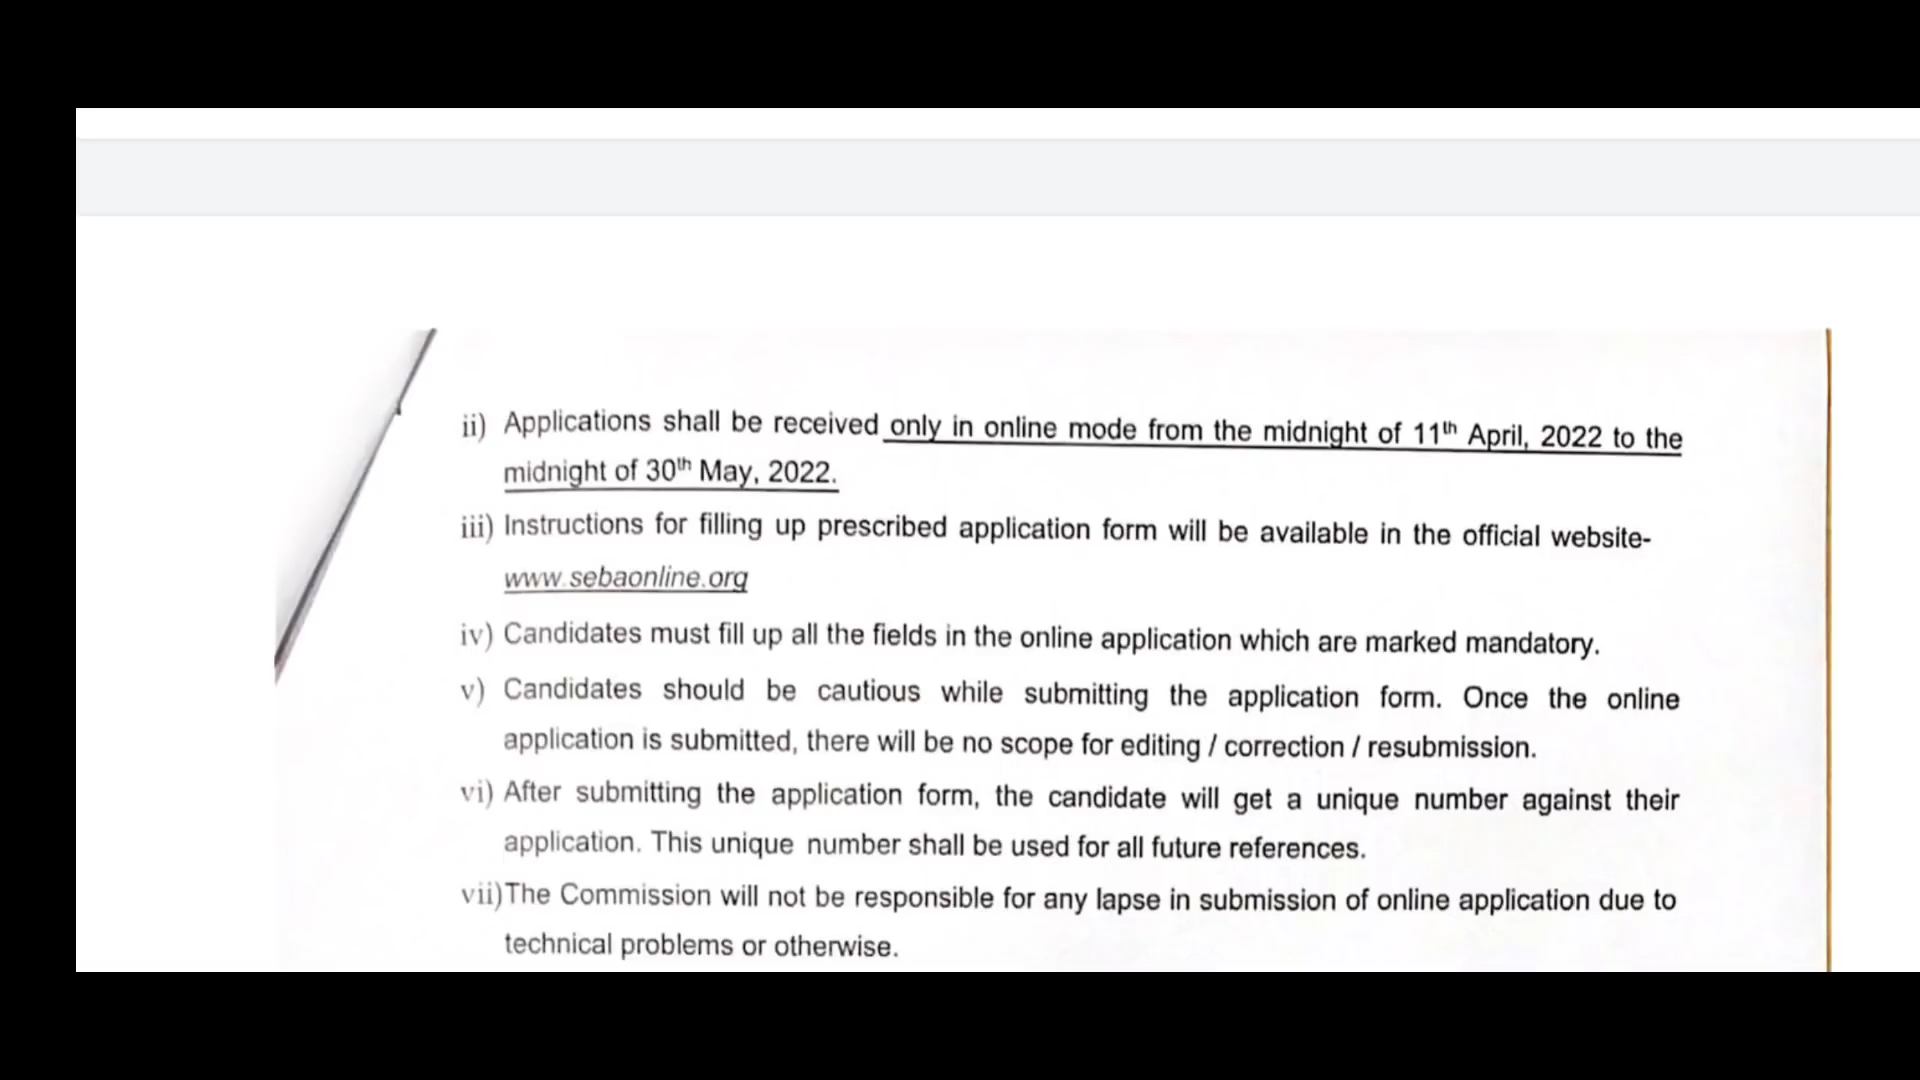 ii) Applications shall be received only in online mode from the midnight of 11th April, 2022 to the
midnight of 30th May, 2022.
iii) Instructions for filling up prescribed application form will be available in the official website-
www.sebaonline.org
iv) Candidates must fill up all the fields in the online application which are marked mandatory.
v) Candidates should be cautious while submitting the application form. Once the online
application is submitted, there will be no scope for editing / correction / resubmission.
vi) After submitting the application form, the candidate will get a unique number against their
application. This unique number shall be used for all future references.
vii)The Commission will not be responsible for any lapse in submission of online application due to
technical problems or otherwise.